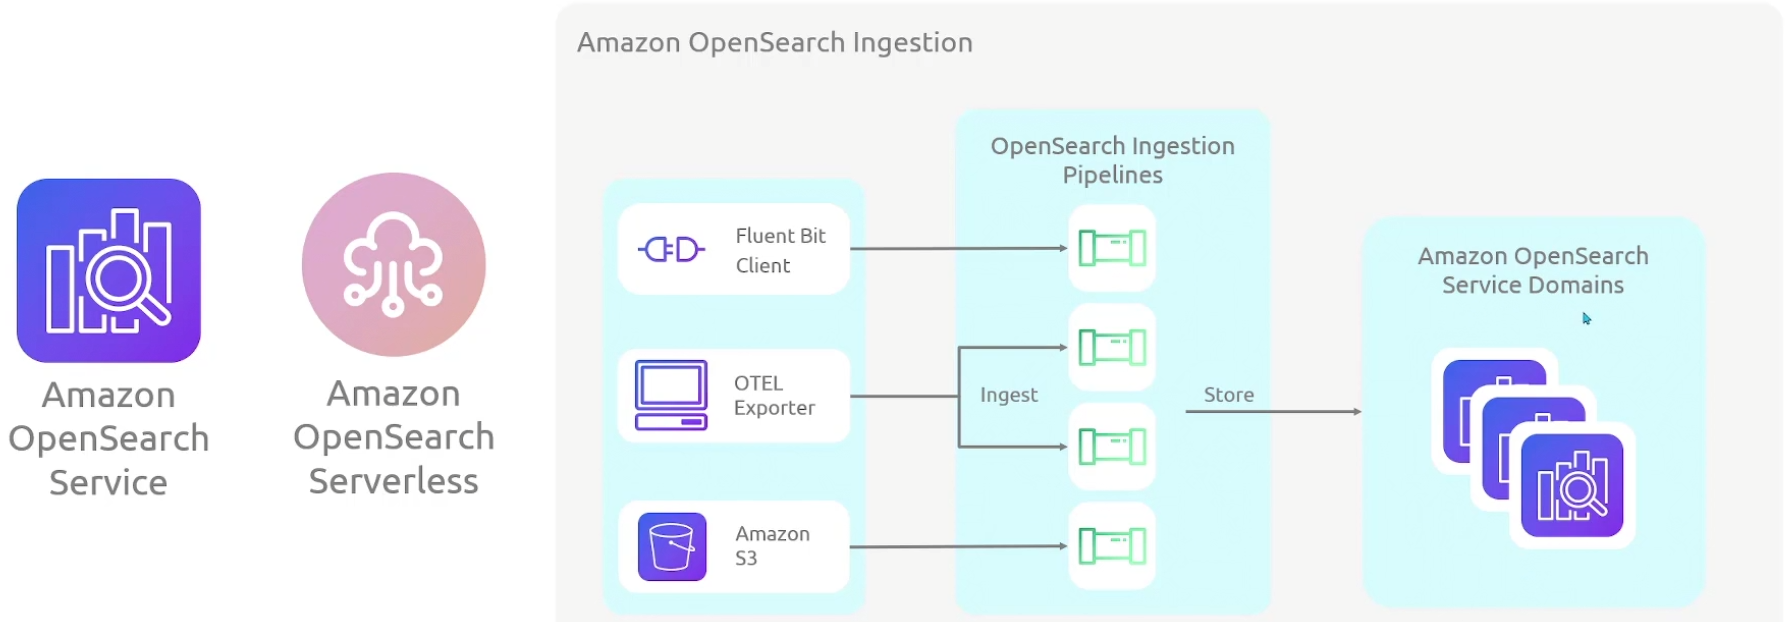 Amazon OpenSearch Ingestion
OpenSearch Ingestion
Pipelines
Fluent Bit
Client
Amazon OpenSearch
Service Domains
OTEL
Exporter
Ingest
Store
Amazon
OpenSearch
Service
Amazon
OpenSearch
Serverless
Amazon
S3